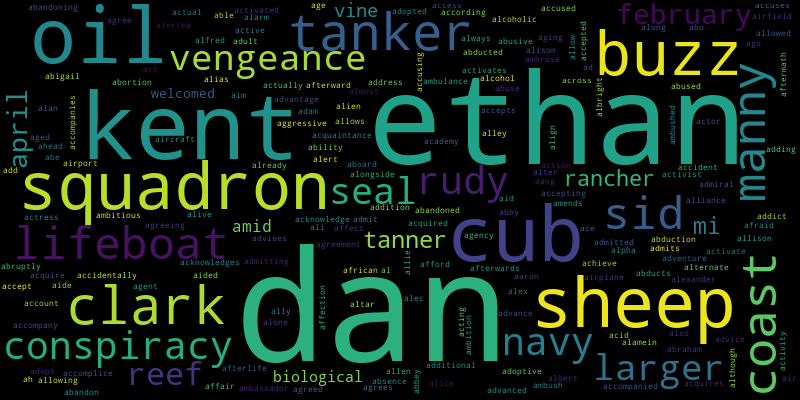 oil tanker buzz february
vine adopted age access according alcoholic accused accuses airfield
abandoning agree actual activated alarm able active always along abu allowed
vengeance alerted alfred adult abusive alison allow accepted ago
abigail act abortion alias actually afterward address ambulance activates alcohol ambrose across ad abused aftermath
april kent ethan manny
welcomed aim advantage adam almost alien abducted accusing abuse albright ambushed actor
alan accompanies aircraft aggressive allows acquaintance accepts alley align
aged ahead abe airport ability alert academy accident activist adding
add already aboard alongside action admiral
squadron seal rudy rancher
actress ambitious alive addition abandoned aid alter aang accepting amends alliance addict
agreeing amid acknowledge admit acquired abby ace sid mi afraid
lifeboat tanner cub coast
abruptly advises ali affect agreement agency admitted abduction admits allison activate
acquire accidentally acknowledges admitting african al allie afford afterwards alpha abducts adventure alternate
accept aide aided agent altar alec aaron achieve airplane alexander
account ally affection alex advance
clark dan sheep
accompany alone acting ambition acid alamein also abraham advice
conspiracy navy larger
adopt accomplice afterlife allen additional adoptive albert accompanied acquires although activity
reef biological
ah allowing affair ambassador agreed absence agrees abbey alice advanced ambush air
abandon